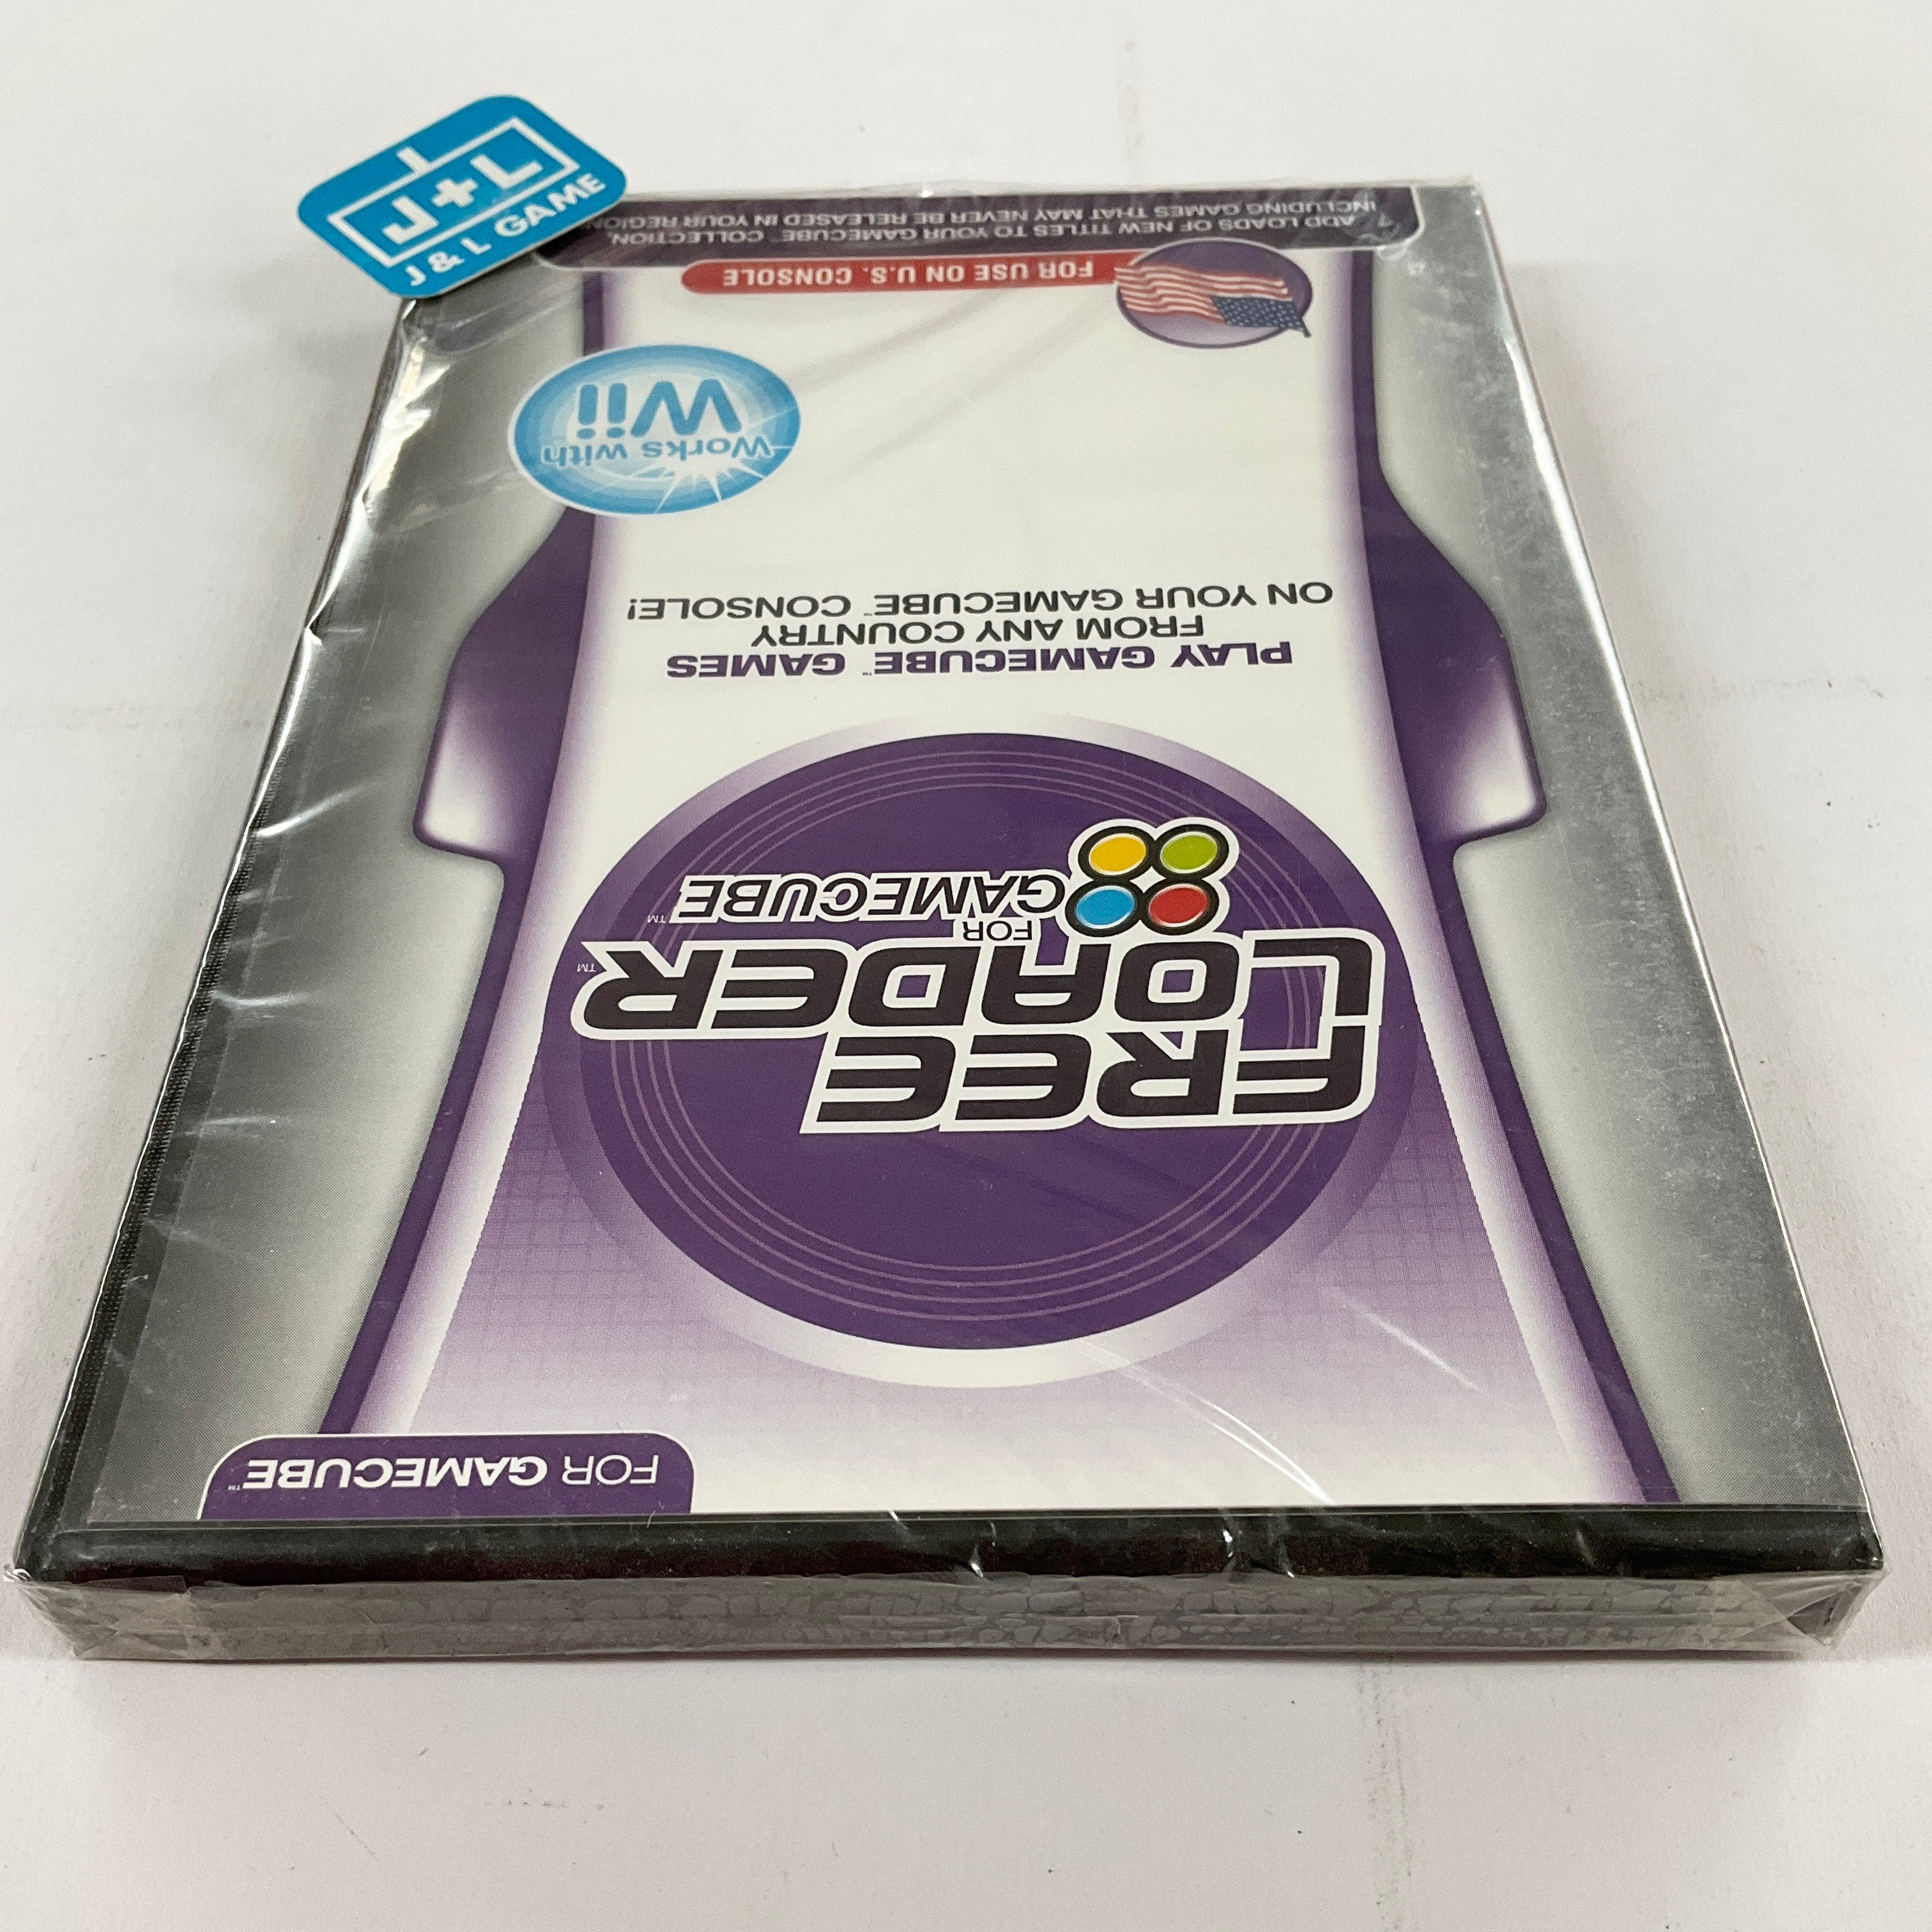 FOR GAMECUBE™
FREE
LOADER™
FOR
GAMECUBE™
PLAY GAMECUBE™ GAMES
FROM ANY COUNTRY
ON YOUR GAMECUBE™ CONSOLE!
Works with
Wii
FOR USE ON U.S. CONSOLE
ADD LOADS OF NEW TITLES TO YOUR GAMECUBE™ COLLECTION,
INCLUDING GAMES THAT MAY NEVER BE RELEASED IN YOUR REGION
J+L
J & L GAME